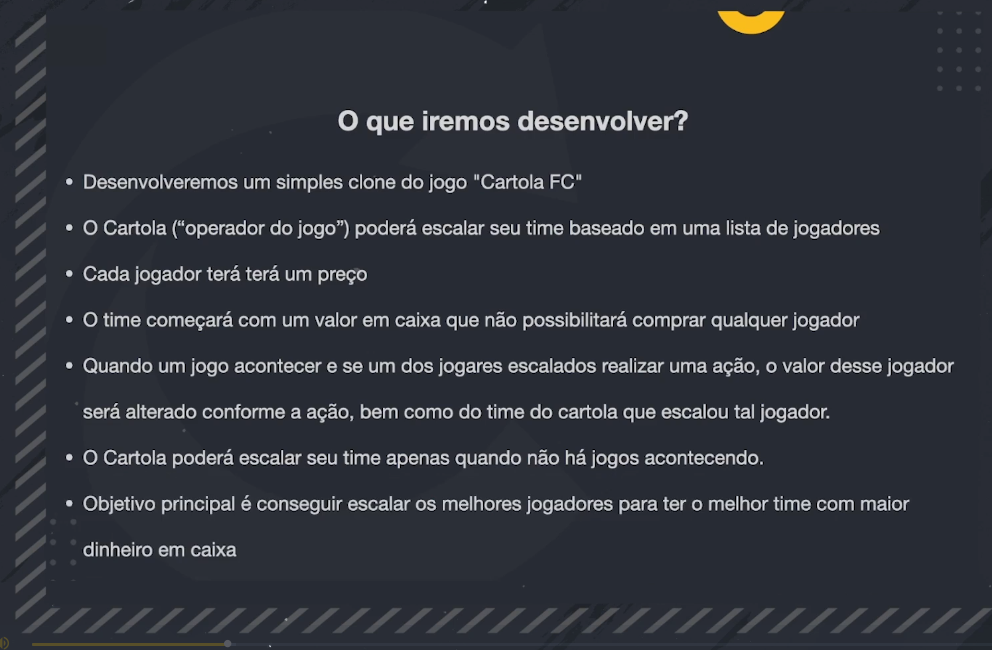 O que iremos desenvolver?
• Desenvolveremos um simples clone do jogo "Cartola FC"
• O Cartola (“operador do jogo”) poderá escalar seu time baseado em uma lista de jogadores
• Cada jogador terá terá um preço
• O time começará com um valor em caixa que não possibilitará comprar qualquer jogador
• Quando um jogo acontecer e se um dos jogares escalados realizar uma ação, o valor desse jogador
será alterado conforme a ação, bem como do time do cartola que escalou tal jogador.
• O Cartola poderá escalar seu time apenas quando não há jogos acontecendo.
• Objetivo principal é conseguir escalar os melhores jogadores para ter o melhor time com maior
dinheiro em caixa